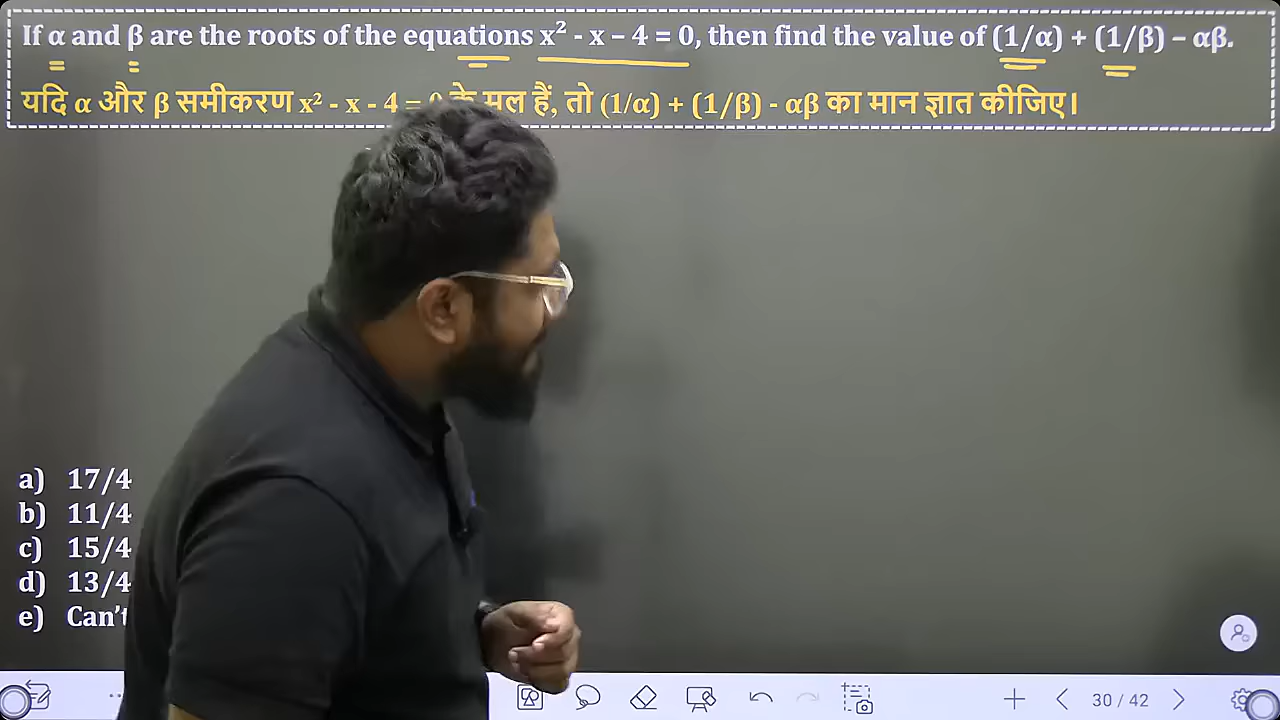 If α and β are the roots of the equations x² - x – 4 = 0, then find the value of (1/α) + (1/β) – αβ.
यदि α और β समीकरण x² - x - 4 = 0 के मूल हैं, तो (1/α) + (1/β) - αβ का मान ज्ञात कीजिए।
a) 17/4
b) 11/4
c) 15/4
d) 13/4
e) Can't
30 / 42